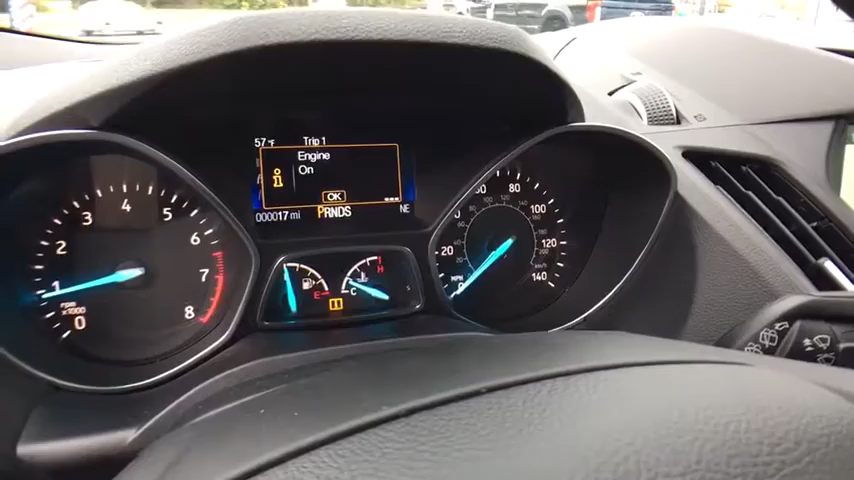 57°F Trip 1
Engine
On
i
OK
000017 mi PRNDS NE
0 1 2 3 4 5 6 7 8
rpm
x1000
F E
C H
20 60 80 100 120 140
MPH